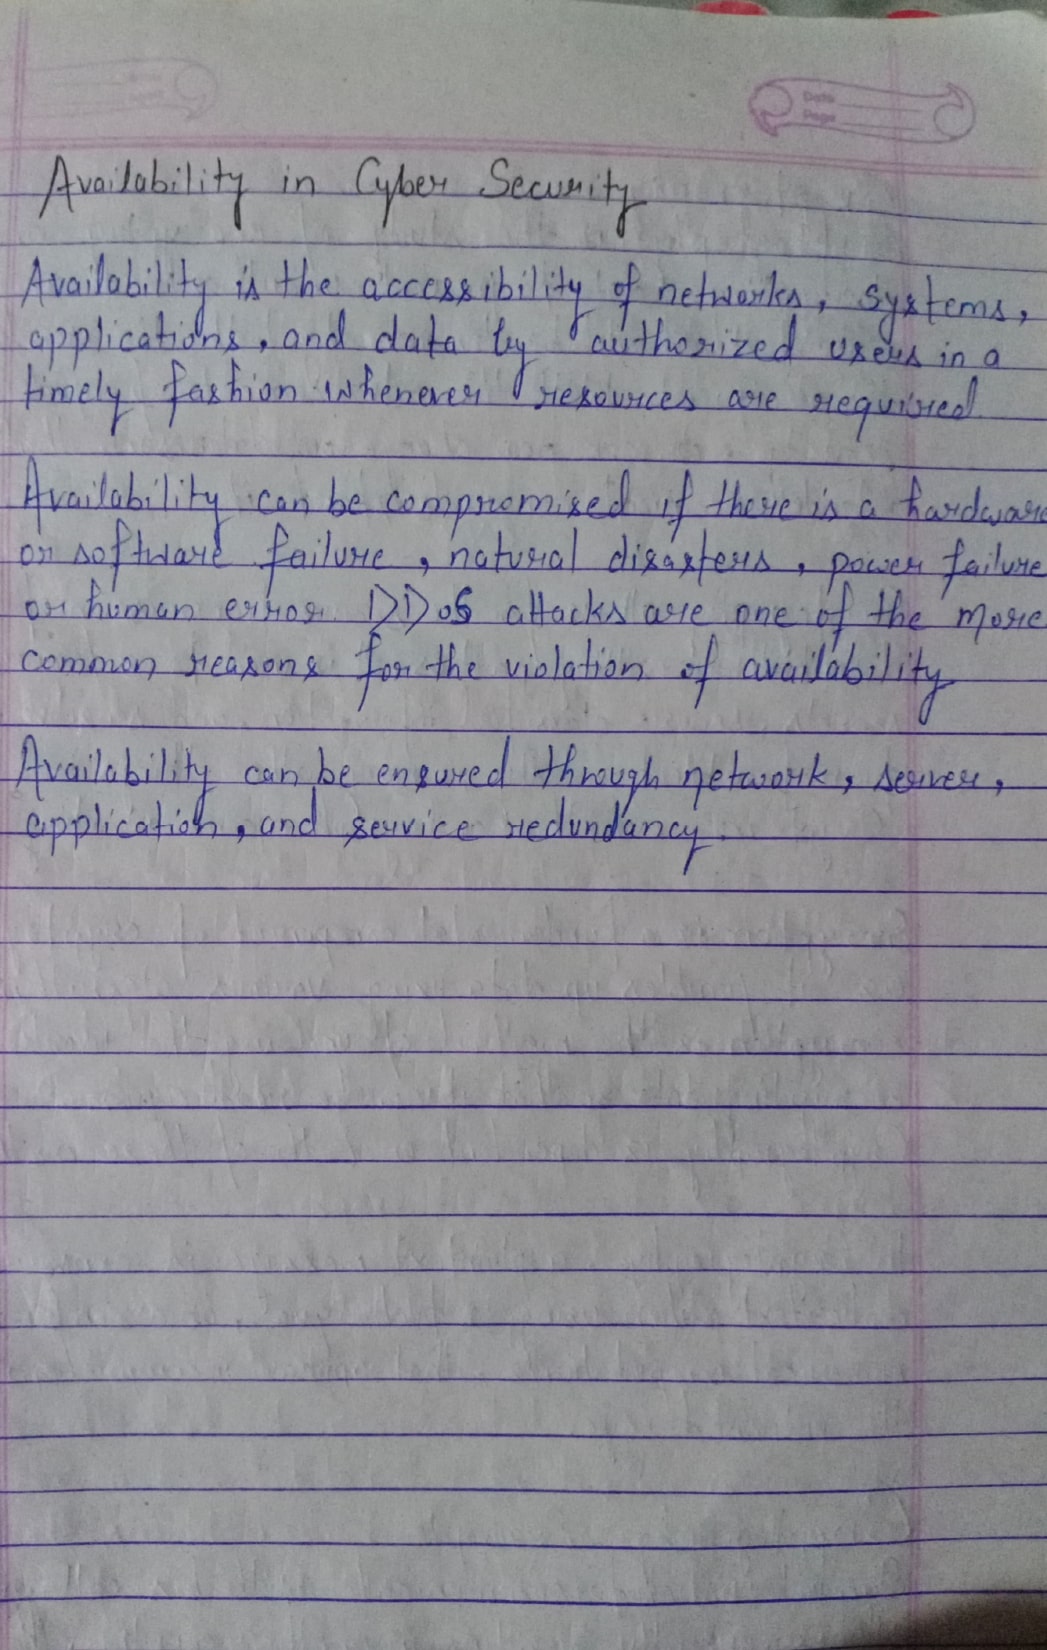 Date
Page
Availability in Cyber Security
Availability is the accessibility of networks, systems,
applications, and data by authorized users in a
timely fashion whenever resources are required
Availability can be compromised if there is a hardware
or software failure, natural disasters, power failure
or human error DDoS attacks are one of the more
common reasons for the violation of availability
Availability can be ensured through network, server,
application, and service redundancy.